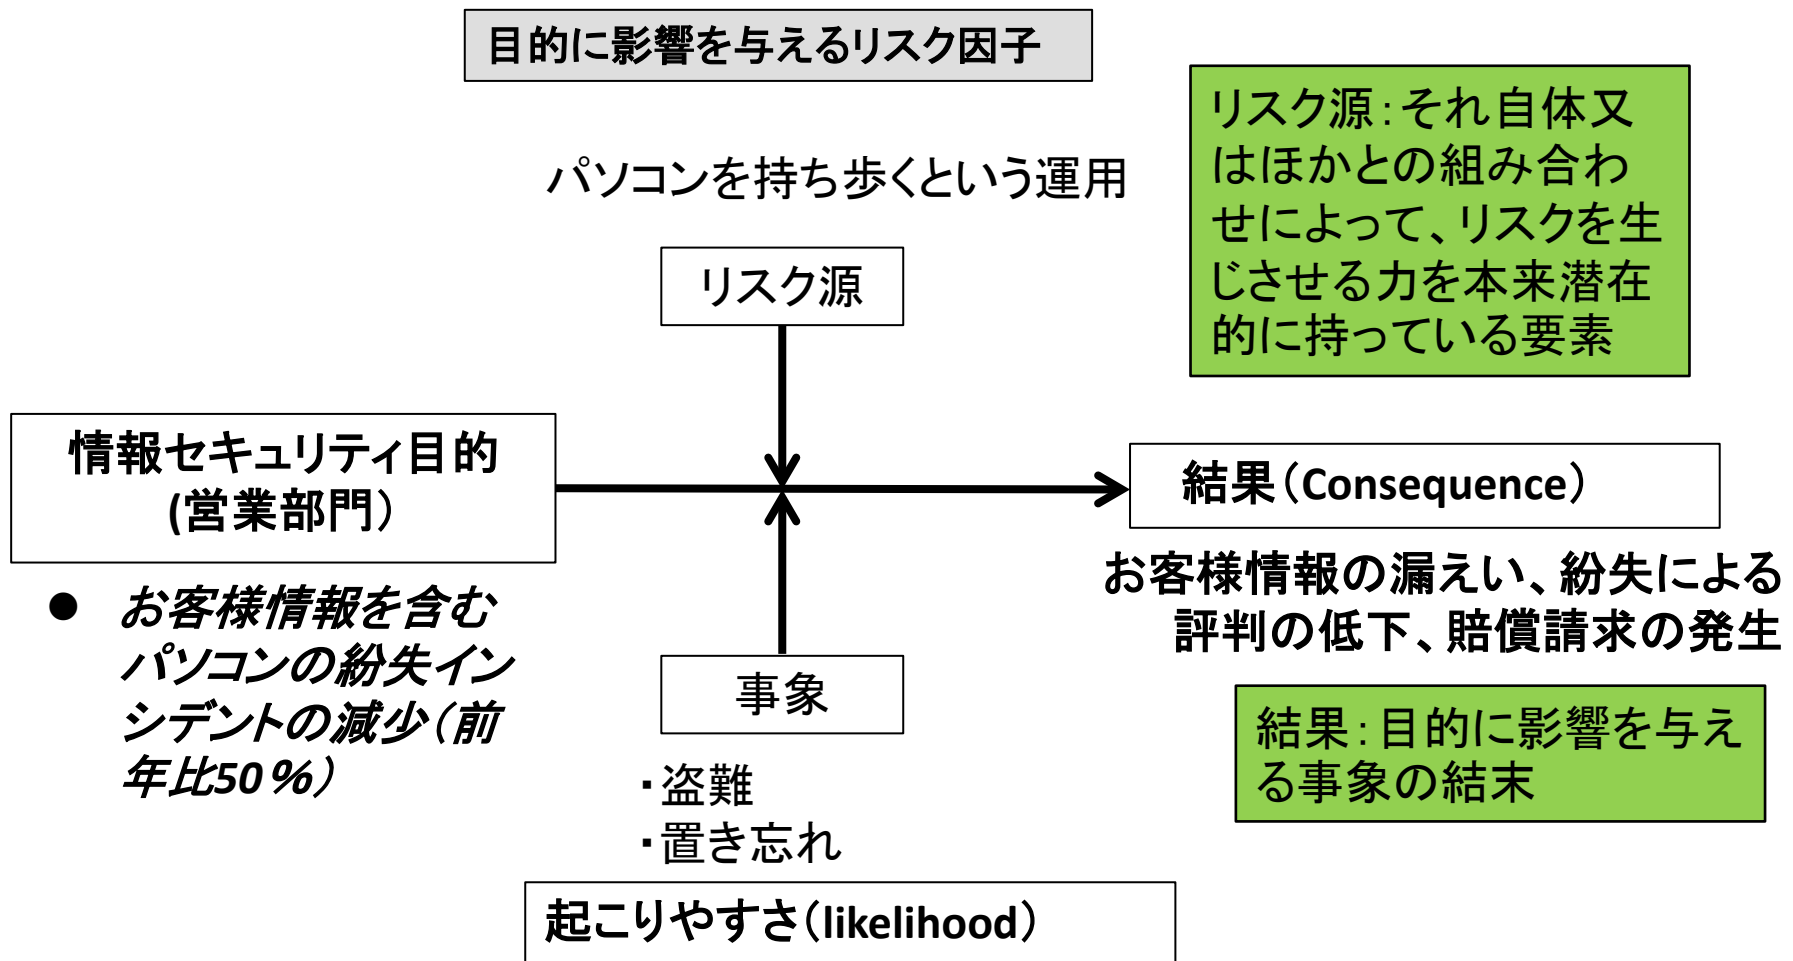 目的に影響を与えるリスク因子
リスク源：それ自体又
はほかとの組み合わ
せによって、リスクを生
じさせる力を本来潜在
的に持っている要素
パソコンを持ち歩くという運用
リスク源
情報セキュリティ目的
(営業部門）
結果（Consequence）
お客様情報の漏えい、紛失による
評判の低下、賠償請求の発生
● お客様情報を含む
パソコンの紛失イン
シデントの減少（前
年比50％）
事象
・盗難
・置き忘れ
結果：目的に影響を与え
る事象の結末
起こりやすさ（likelihood）